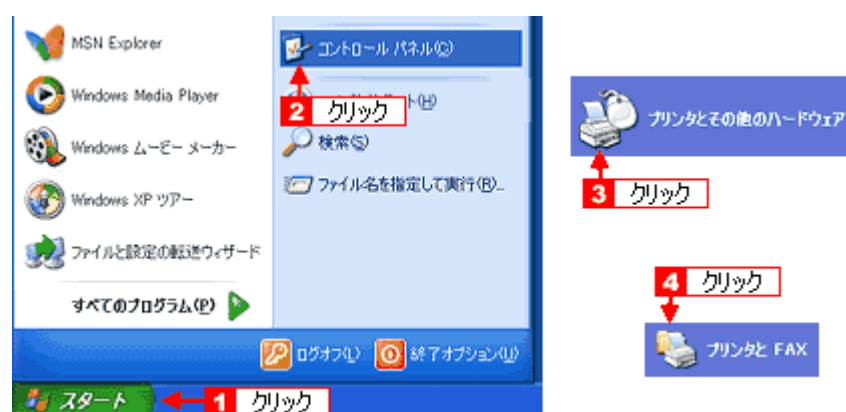 MSN Explorer
コントロール パネル(C)
Windows Media Player
2 クリック
(H)
Windows ムービー メーカー
検索(S)
ファイル名を指定して実行(R)...
Windows XP ツアー
ファイルと設定の転送ウィザード
すべてのプログラム(P)
ログオフ(L)
終了オプション(U)
スタート
1 クリック
プリンタとその他のハードウェア
3 クリック
4 クリック
プリンタと FAX